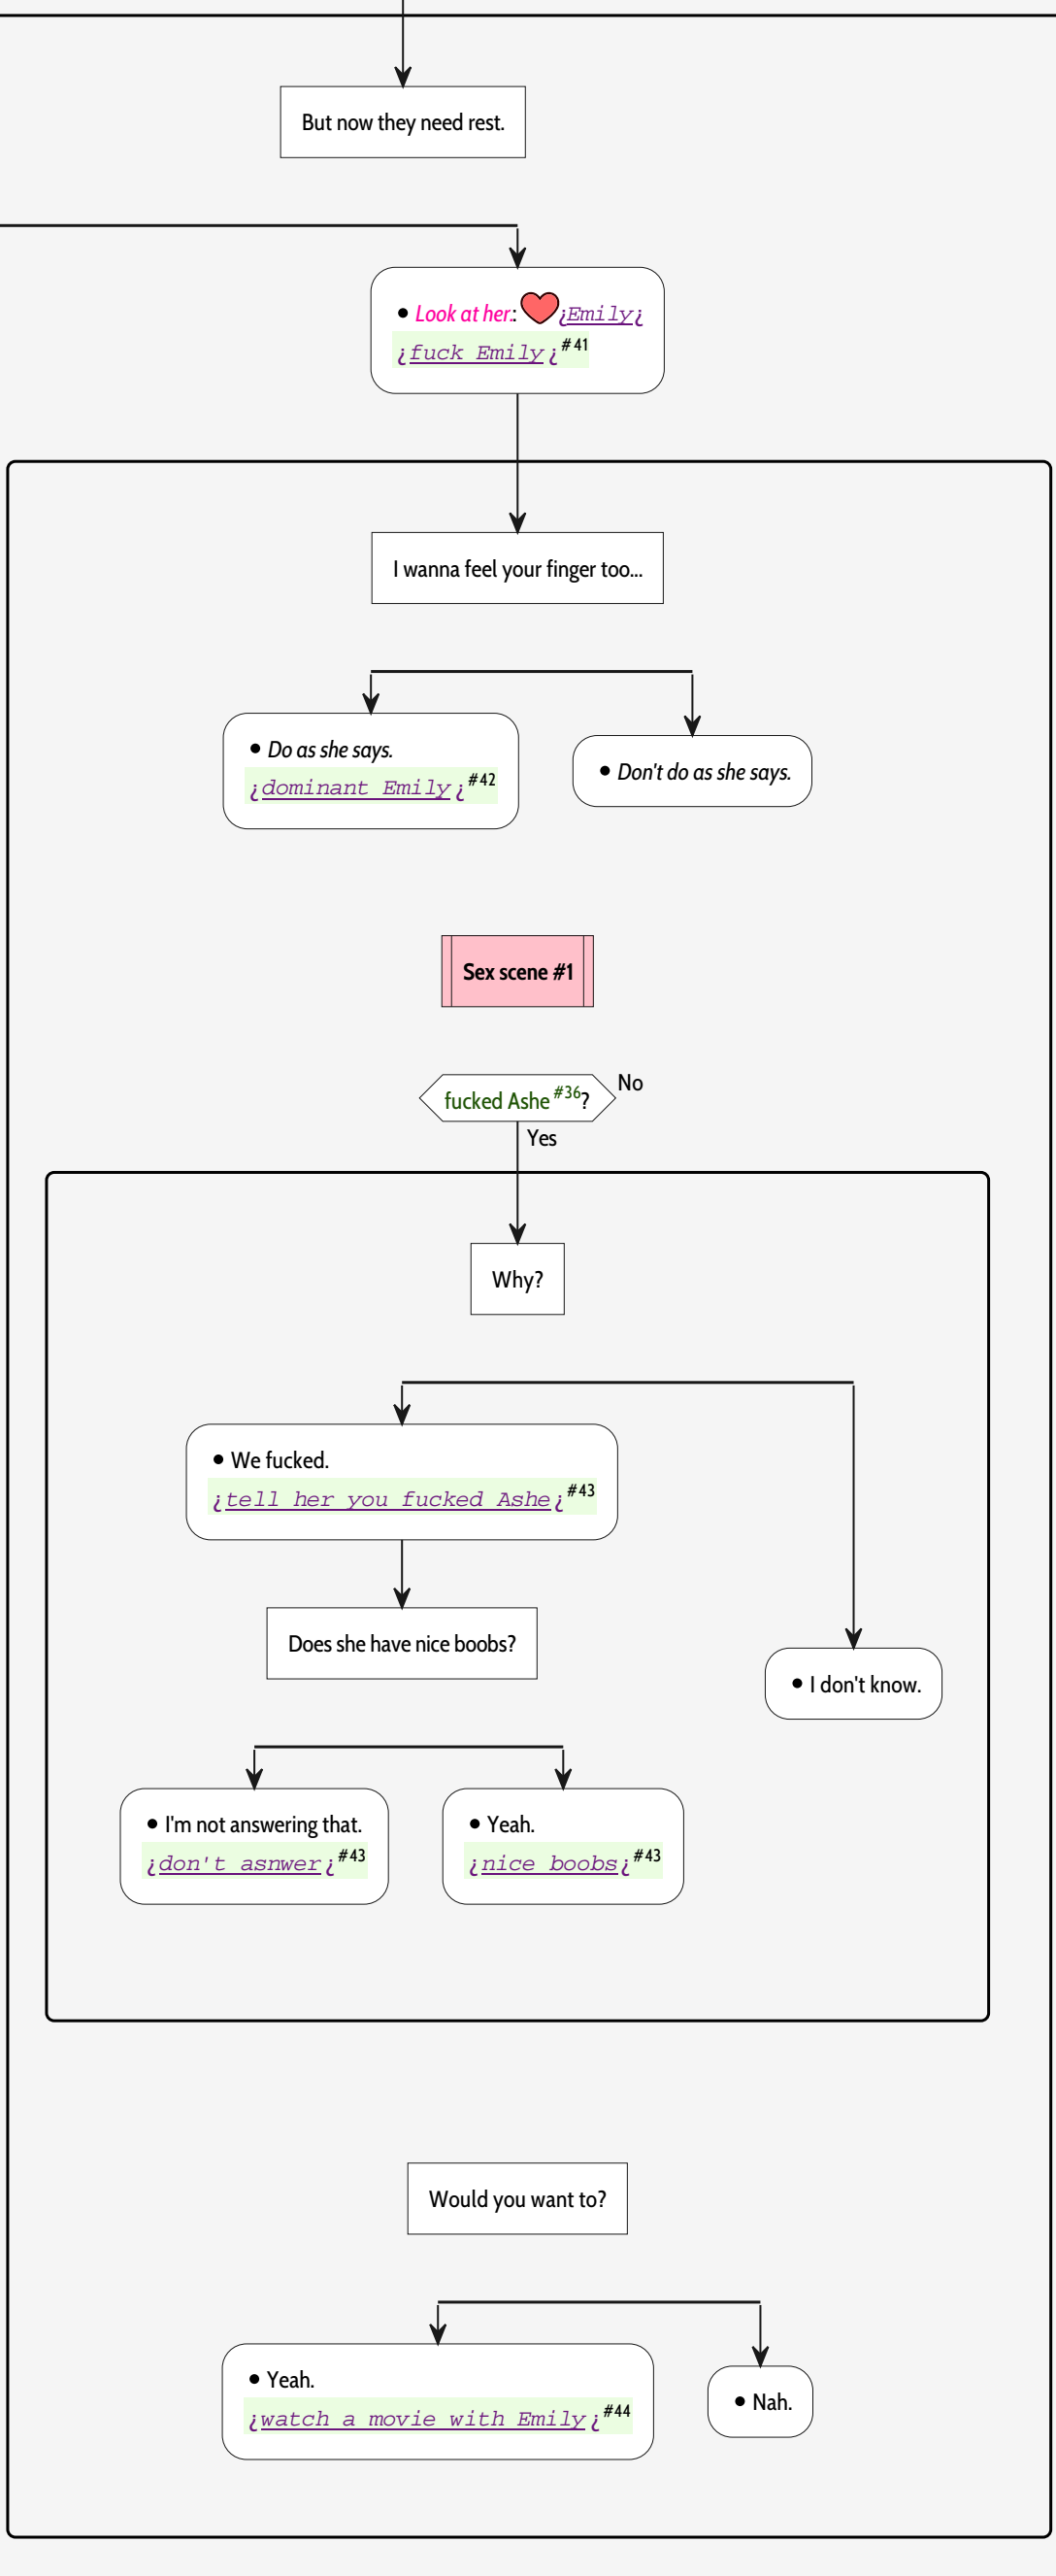 But now they need rest.
• Look at her.: ¿Emily¿
¿fuck Emily¿#41
I wanna feel your finger too...
• Do as she says.
¿dominant Emily¿#42
• Don't do as she says.
Sex scene #1
fucked Ashe#36?
No
Yes
Why?
• We fucked.
¿tell her you fucked Ashe¿#43
Does she have nice boobs?
• I don't know.
• I'm not answering that.
¿don't asnwer¿#43
• Yeah.
¿nice boobs¿#43
Would you want to?
• Yeah.
¿watch a movie with Emily¿#44
• Nah.